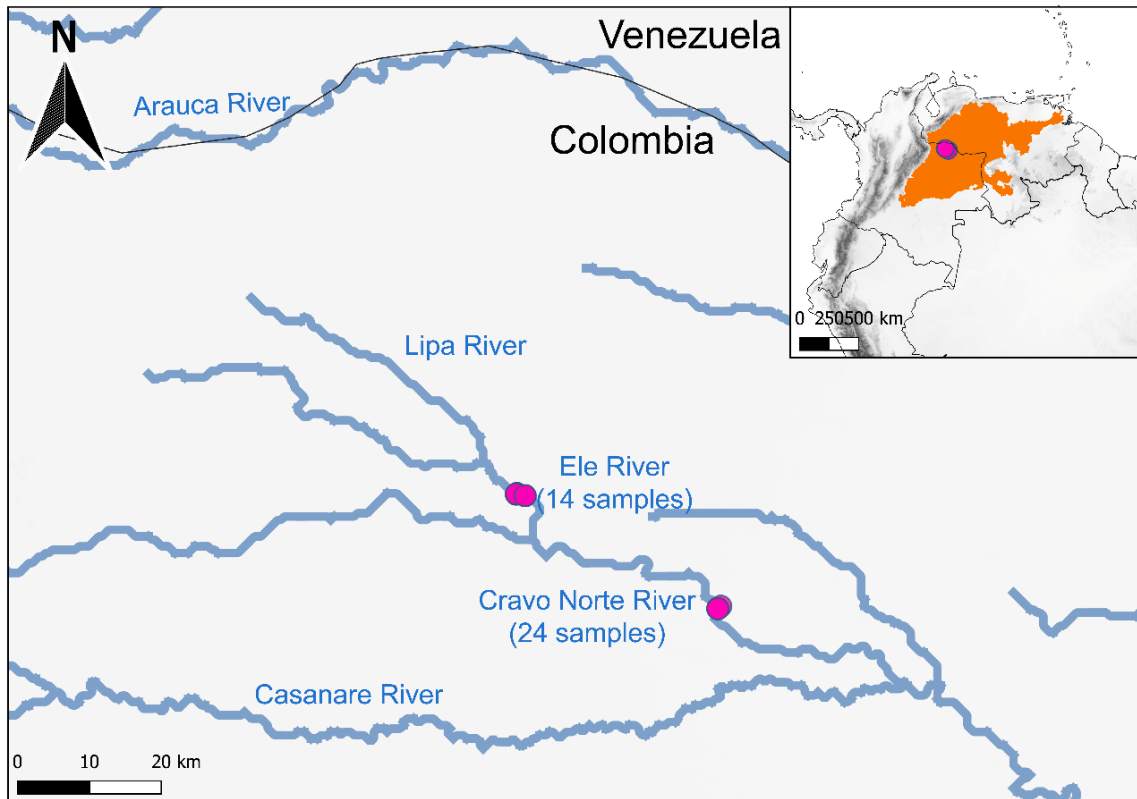 N
Venezuela
Arauca River
Colombia
0 250500 km
Lipa River
Ele River
(14 samples)
Cravo Norte River
(24 samples)
Casanare River
0 10 20 km